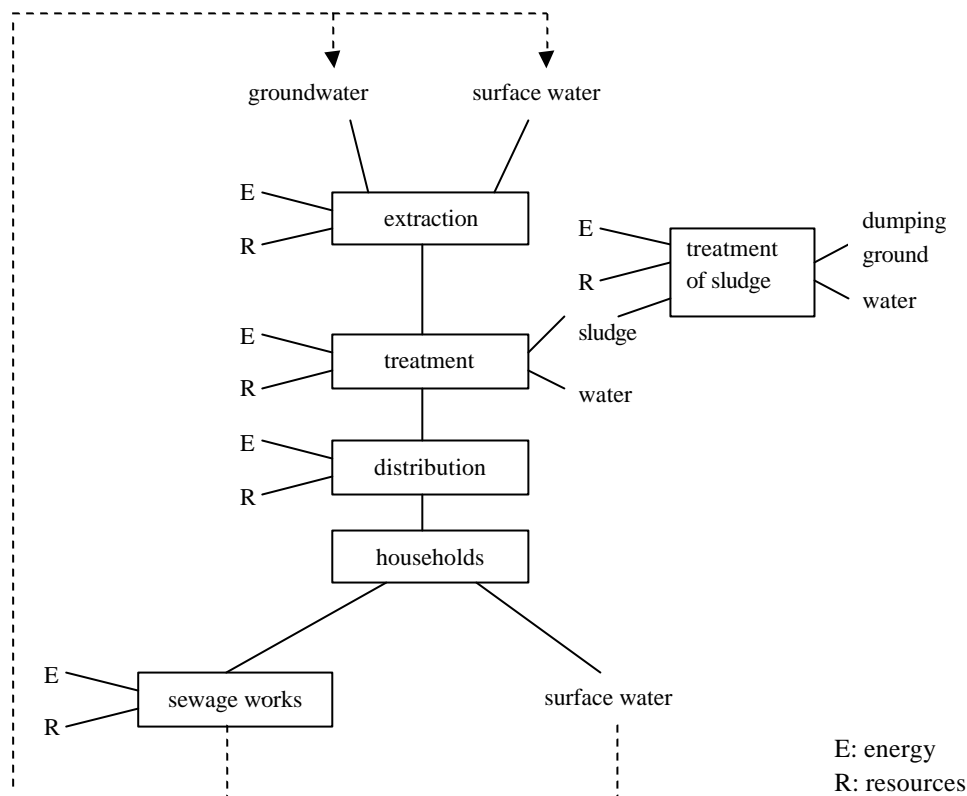 groundwater
surface water
E
R
extraction
E
R
treatment
of sludge
dumping
ground
water
sludge
E
R
treatment
water
E
R
distribution
households
E
R
sewage works
surface water
E: energy
R: resources